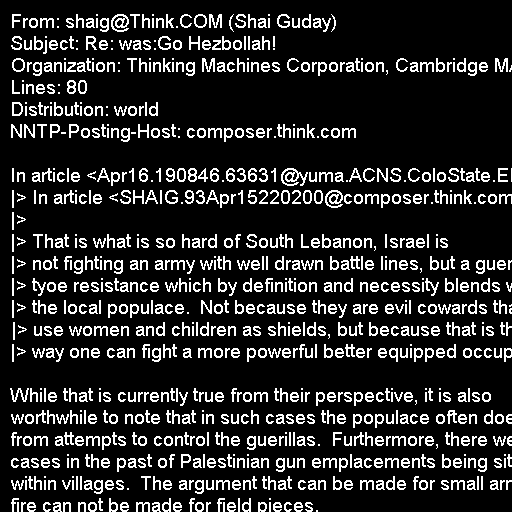 From: shaig@Think.COM (Shai Guday)
Subject: Re: was:Go Hezbollah!
Organization: Thinking Machines Corporation, Cambridge MA
Lines: 80
Distribution: world
NNTP-Posting-Host: composer.think.com

In article <Apr16.190846.63631@yuma.ACNS.ColoState.E
|> In article <SHAIG.93Apr15220200@composer.think.com
|>
|> That is what is so hard of South Lebanon, Israel is
|> not fighting an army with well drawn battle lines, but a guer
|> tyoe resistance which by definition and necessity blends w
|> the local populace.  Not because they are evil cowards tha
|> use women and children as shields, but because that is th
|> way one can fight a more powerful better equipped occup

While that is currently true from their perspective, it is also
worthwhile to note that in such cases the populace often doe
from attempts to control the guerillas.  Furthermore, there we
cases in the past of Palestinian gun emplacements being sit
within villages.  The argument that can be made for small arm
fire can not be made for field pieces.